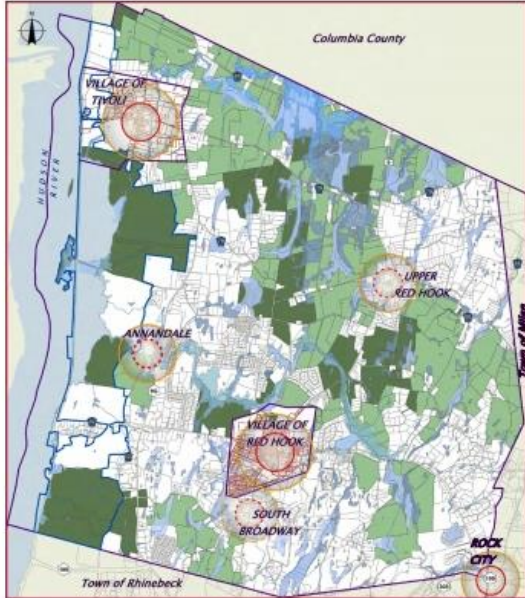 Columbia County
VILLAGE OF
TIVOLI
HUDSON
RIVER
UPPER
RED HOOK
ANNANDALE
VILLAGE OF
RED HOOK
SOUTH
BROADWAY
ROCK
CITY
Town of Rhinebeck